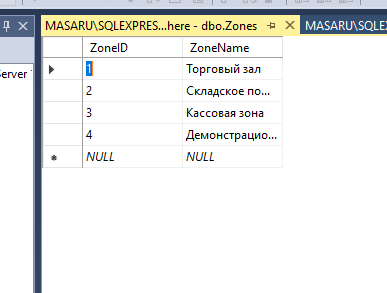 MASARU\SQLEXPRES...here - dbo.Zones
MASARU\SQLEX
Server
ZoneID ZoneName
1 Торговый зал
2 Складское по...
3 Кассовая зона
4 Демонстрацио...
NULL NULL